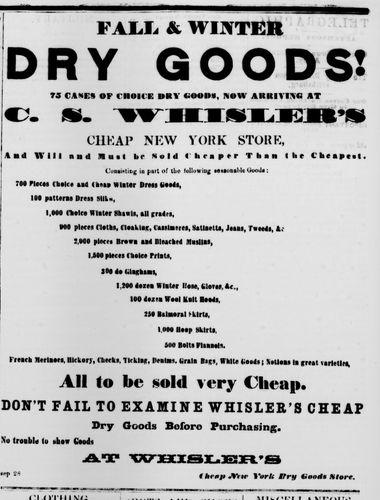 FALL & WINTER
DRY GOODS!
75 CASES OF CHOICE DRY GOODS, NOW ARRIVING AT
C. S. WHISLER'S
CHEAP NEW YORK STORE,
And Will and Must be Sold Cheaper Than the Cheapest.
Consisting in part of the following seasonable Goods:
700 Pieces Choice and Cheap Winter Dress Goods,
100 patterns Dress Silks,
1,000 Choice Winter Shawls, all grades,
900 pieces Cloths, Cloaking, Cassimeres, Satinetts, Jeans, Tweeds, &c
2,000 pieces Brown and Bleached Muslins,
1,500 pieces Choice Prints,
300 do Ginghams,
1,200 dozen Winter Hose, Gloves, &c.,
100 dozen Wool Knit Hoods,
250 Balmoral Skirts,
1,000 Hoop Skirts,
500 Bolts Flannels.
French Merinoes, Hickory, Checks, Ticking, Denims, Grain Bags, White Goods; Notions in great varieties,
All to be sold very Cheap.
DON'T FAIL TO EXAMINE WHISLER'S CHEAP
Dry Goods Before Purchasing.
No trouble to show Goods
AT WHISLER'S
sep 28
Cheap New York Dry Goods Store.
CLOTHING
MISCELLANEOUS